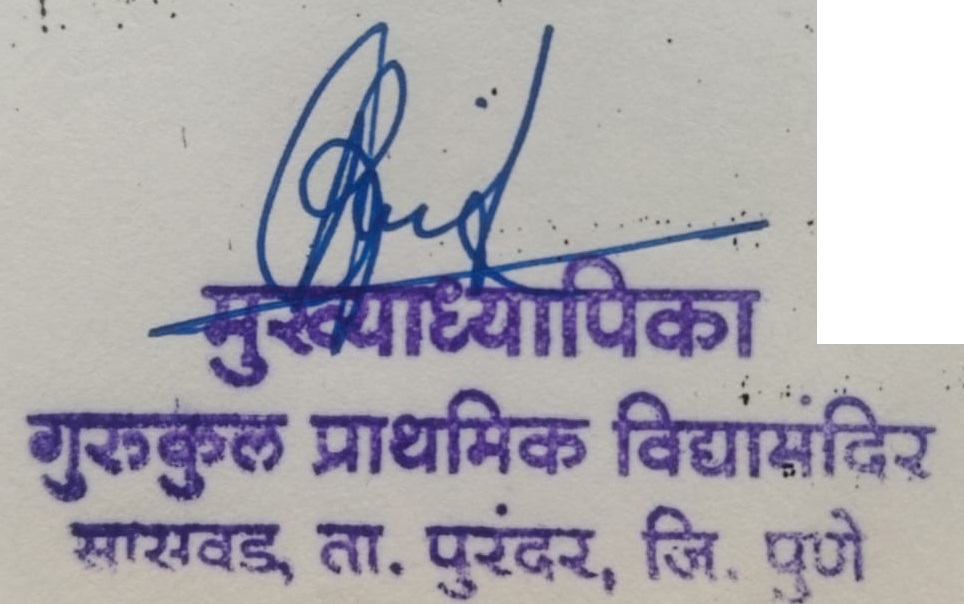 मुख्याध्यापिका
गुरुकुल प्राथमिक विद्यामंदिर
सासवड, ता. पुरंदर, जि. पुणे